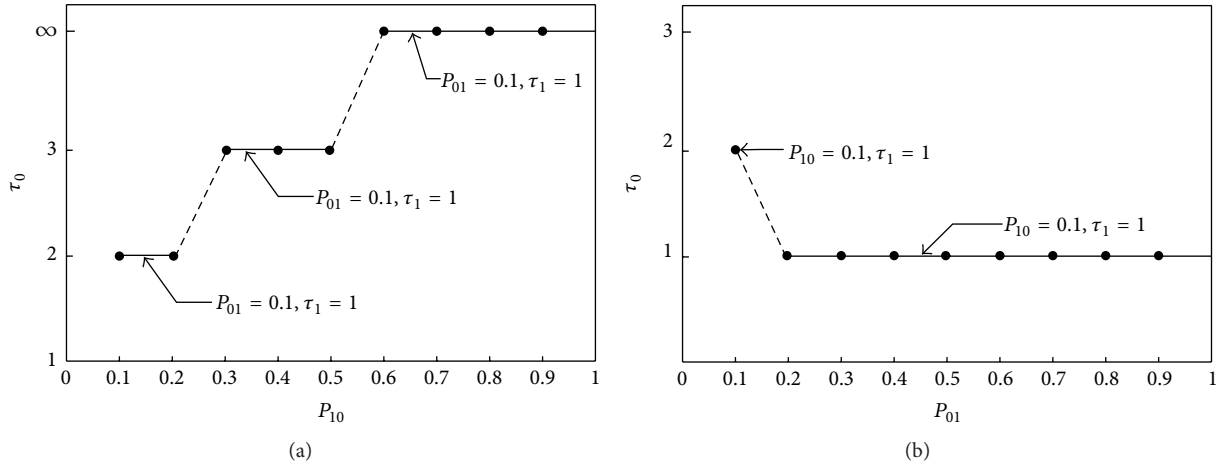 ∞
3
2
1
τ₀
0 0.1 0.2 0.3 0.4 0.5 0.6 0.7 0.8 0.9 1
P₁₀
P₀₁ = 0.1, τ₁ = 1
P₀₁ = 0.1, τ₁ = 1
P₀₁ = 0.1, τ₁ = 1
(a)
3
2
1
τ₀
0 0.1 0.2 0.3 0.4 0.5 0.6 0.7 0.8 0.9 1
P₀₁
P₁₀ = 0.1, τ₁ = 1
P₁₀ = 0.1, τ₁ = 1
(b)